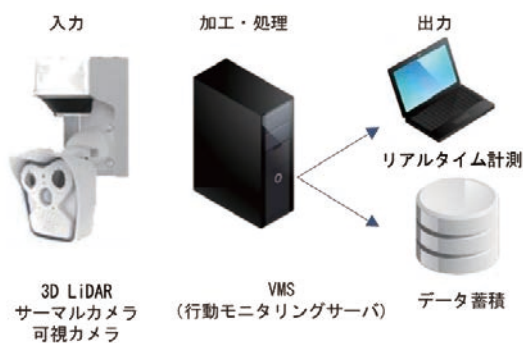 入力
加工・処理
出力
リアルタイム計測
3D LiDAR
サーマルカメラ
可視カメラ
VMS
(行動モニタリングサーバ)
データ蓄積